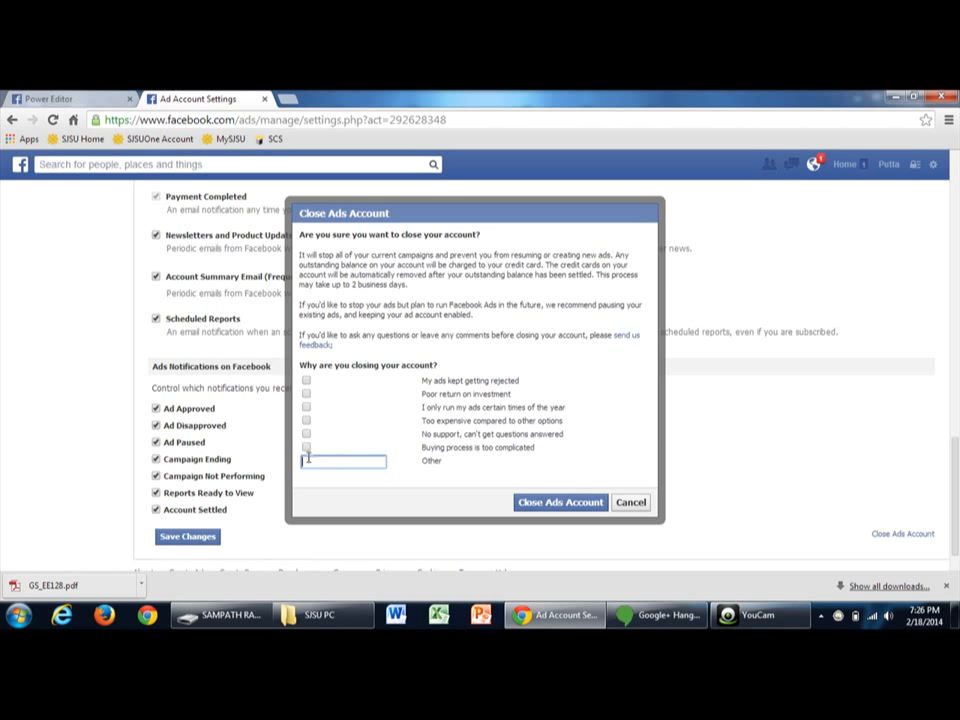 Power Editor
Ad Account Settings
https://www.facebook.com/ads/manage/settings.php?act=292628348
Apps SJSU Home SJSUOne Account MySJSU SCS
Search for people, places and things
Home 1 Putta
Payment Completed
An email notification any time
Newsletters and Product Updat
Periodic emails from Facebook
er news.
Account Summary Email (Frequ
Periodic emails from Facebook
Scheduled Reports
An email notification when an
scheduled reports, even if you are subscribed.
Ads Notifications on Facebook
Control which notifications you rece
Ad Approved
Ad Disapproved
Ad Paused
Campaign Ending
Campaign Not Performing
Reports Ready to View
Account Settled
Save Changes
Close Ads Account
Close Ads Account
Are you sure you want to close your account?
It will stop all of your current campaigns and prevent you from resuming or creating new ads. Any
outstanding balance on your account will be charged to your credit card. The credit cards on your
account will be automatically removed after your outstanding balance has been settled. This process
may take up to 2 business days.
If you'd like to stop your ads but plan to run Facebook Ads in the future, we recommend pausing your
existing ads, and keeping your ad account enabled.
If you'd like to ask any questions or leave any comments before closing your account, please send us
feedback;
Why are you closing your account?
My ads kept getting rejected
Poor return on investment
I only run my ads certain times of the year
Too expensive compared to other options
No support, can't get questions answered
Buying process is too complicated
Other
Close Ads Account Cancel
GS_EE128.pdf
Show all downloads...
SAMPATH RA...
SJSU PC
Ad Account Se...
Google+ Hang...
YouCam
7:26 PM
2/18/2014